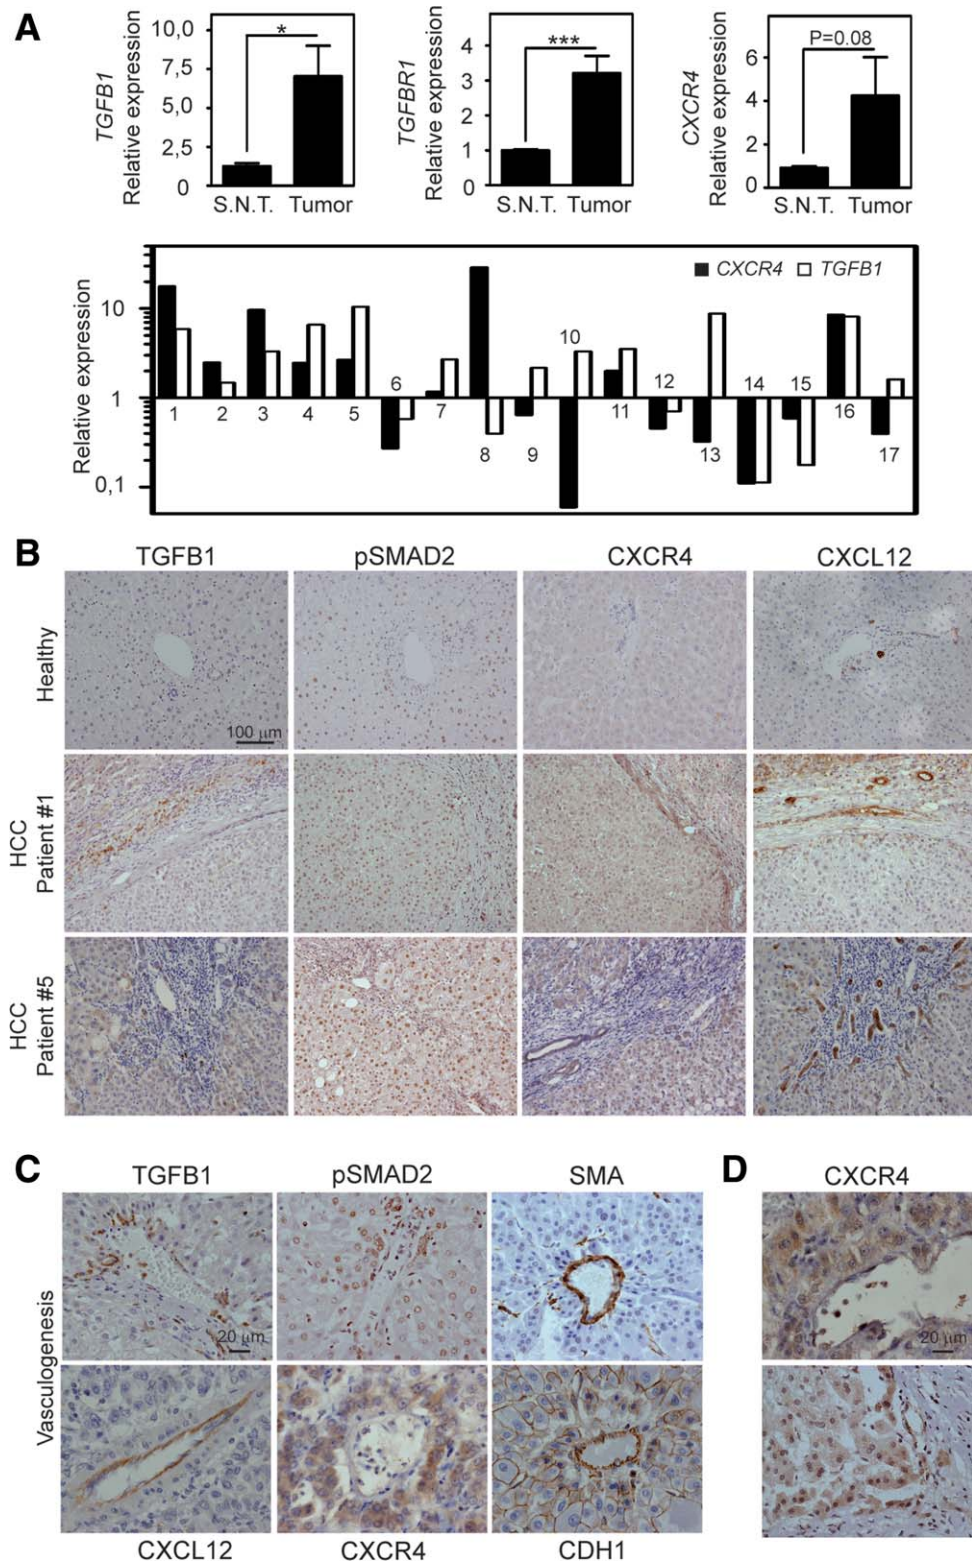 A
TGFB1
Relative expression
10,0
7,5
5,0
2,5
0
*
S.N.T. Tumor
TGFBR1
Relative expression
4
3
2
1
0
***
S.N.T. Tumor
CXCR4
Relative expression
6
4
2
0
P=0.08
S.N.T. Tumor
Relative expression
10
1
0,1
CXCR4 TGFB1
1 2 3 4 5 6 7 8 9 10 11 12 13 14 15 16 17
B
TGFB1 pSMAD2 CXCR4 CXCL12
Healthy
100 μm
HCC
Patient #1
HCC
Patient #5
C
TGFB1 pSMAD2 SMA
Vasculogenesis
20 μm
CXCL12 CXCR4 CDH1
D
CXCR4
20 μm